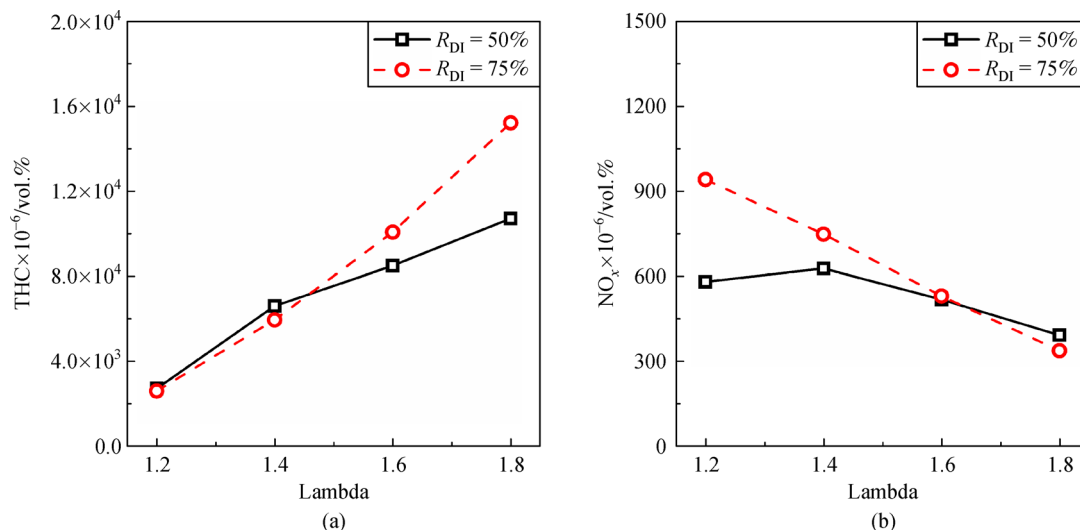 2.0×10⁴
1.6×10⁴
1.2×10⁴
8.0×10⁴
4.0×10³
0.0
THC×10⁻⁶/vol.%
R_DI = 50%
R_DI = 75%
1.2 1.4 1.6 1.8
Lambda
(a)
1500
1200
900
600
300
0
NOₓ×10⁻⁶/vol.%
R_DI = 50%
R_DI = 75%
1.2 1.4 1.6 1.8
Lambda
(b)